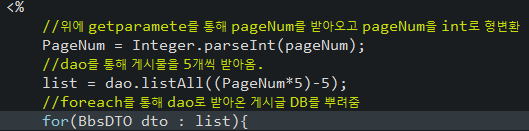 <%
//위에 getparamete를 통해 pageNum를 받아오고 pageNum을 int로 형변환
PageNum = Integer.parseInt(pageNum);
//dao를 통해 게시물을 5개씩 받아옴.
list = dao.listAll((PageNum*5)-5);
//foreach를 통해 dao로 받아온 게시글 DB를 뿌려줌
for(BbsDTO dto : list){